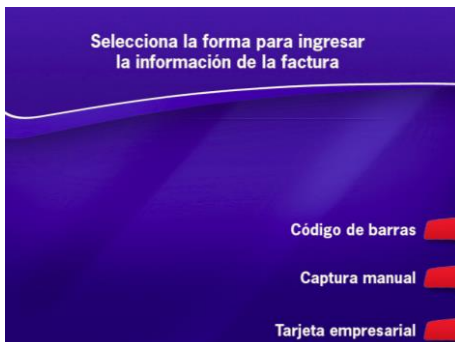 Selecciona la forma para ingresar
la información de la factura
Código de barras
Captura manual
Tarjeta empresarial